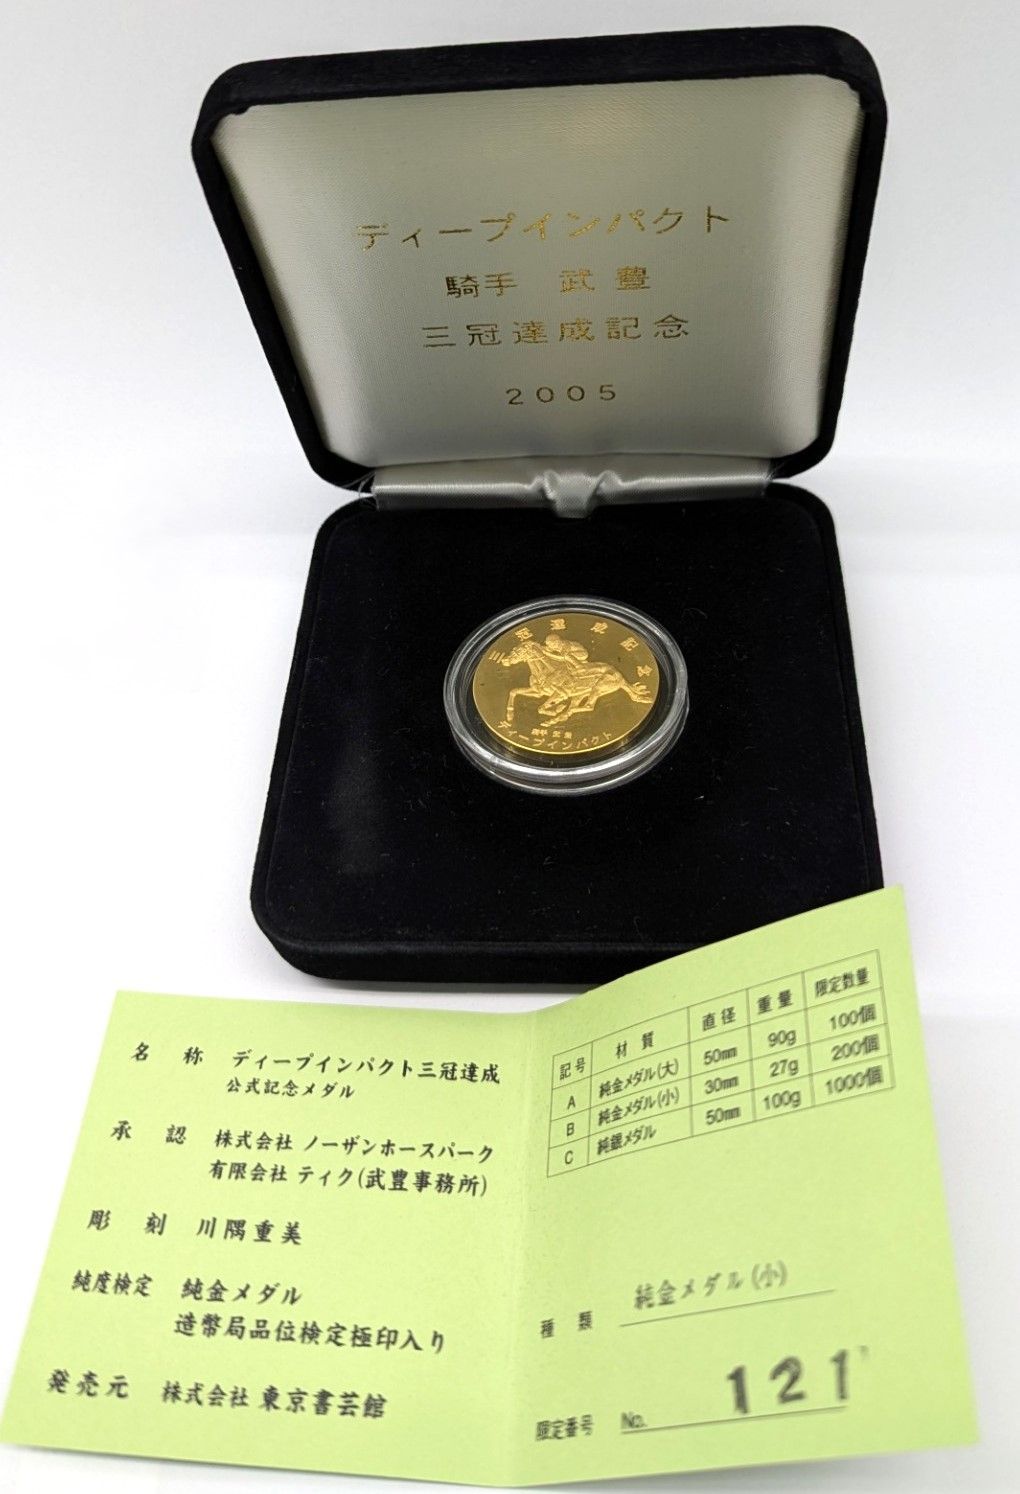 ディープインパクト
騎手 武豊
三冠達成記念
2005
三冠達成記念
騎手 武豊
ディープインパクト
名称 ディープインパクト三冠達成
公式記念メダル
承認 株式会社 ノーザンホースパーク
有限会社 ティク(武豊事務所)
彫刻 川隅重美
純度検定 純金メダル
造幣局品位検定極印入り
発売元 株式会社 東京書芸館
記号 材質 直径 重量 限定数量
A 純金メダル(大) 50mm 90g 100個
B 純金メダル(小) 30mm 27g 200個
C 純銀メダル 50mm 100g 1000個
種類 純金メダル(小)
限定番号 No. 121